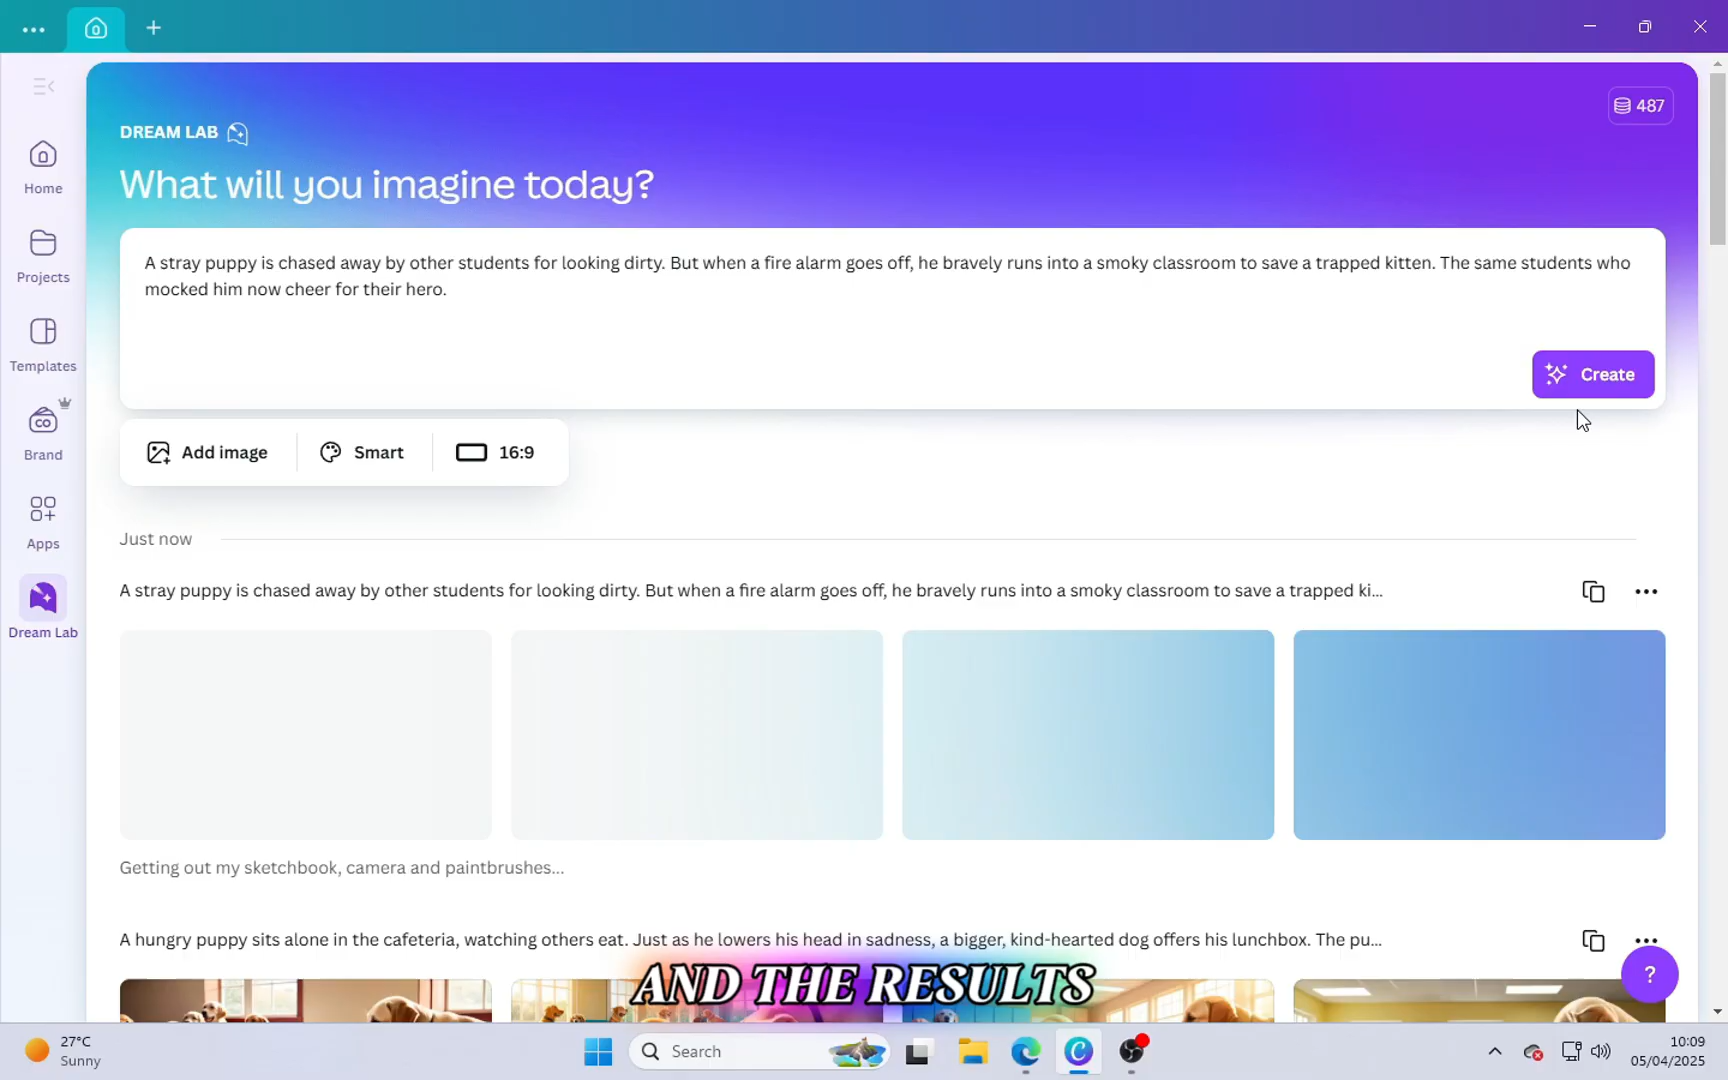 487
DREAM LAB
What will you imagine today?
A stray puppy is chased away by other students for looking dirty. But when a fire alarm goes off, he bravely runs into a smoky classroom to save a trapped kitten. The same students who
mocked him now cheer for their hero.
Create
Add image
Smart
16:9
Home
Projects
Templates
CO
Brand
Apps
Dream Lab
Just now
A stray puppy is chased away by other students for looking dirty. But when a fire alarm goes off, he bravely runs into a smoky classroom to save a trapped ki...
Getting out my sketchbook, camera and paintbrushes...
A hungry puppy sits alone in the cafeteria, watching others eat. Just as he lowers his head in sadness, a bigger, kind-hearted dog offers his lunchbox. The pu...
?
AND THE RESULTS
27°C
Sunny
Search
10:09
05/04/2025